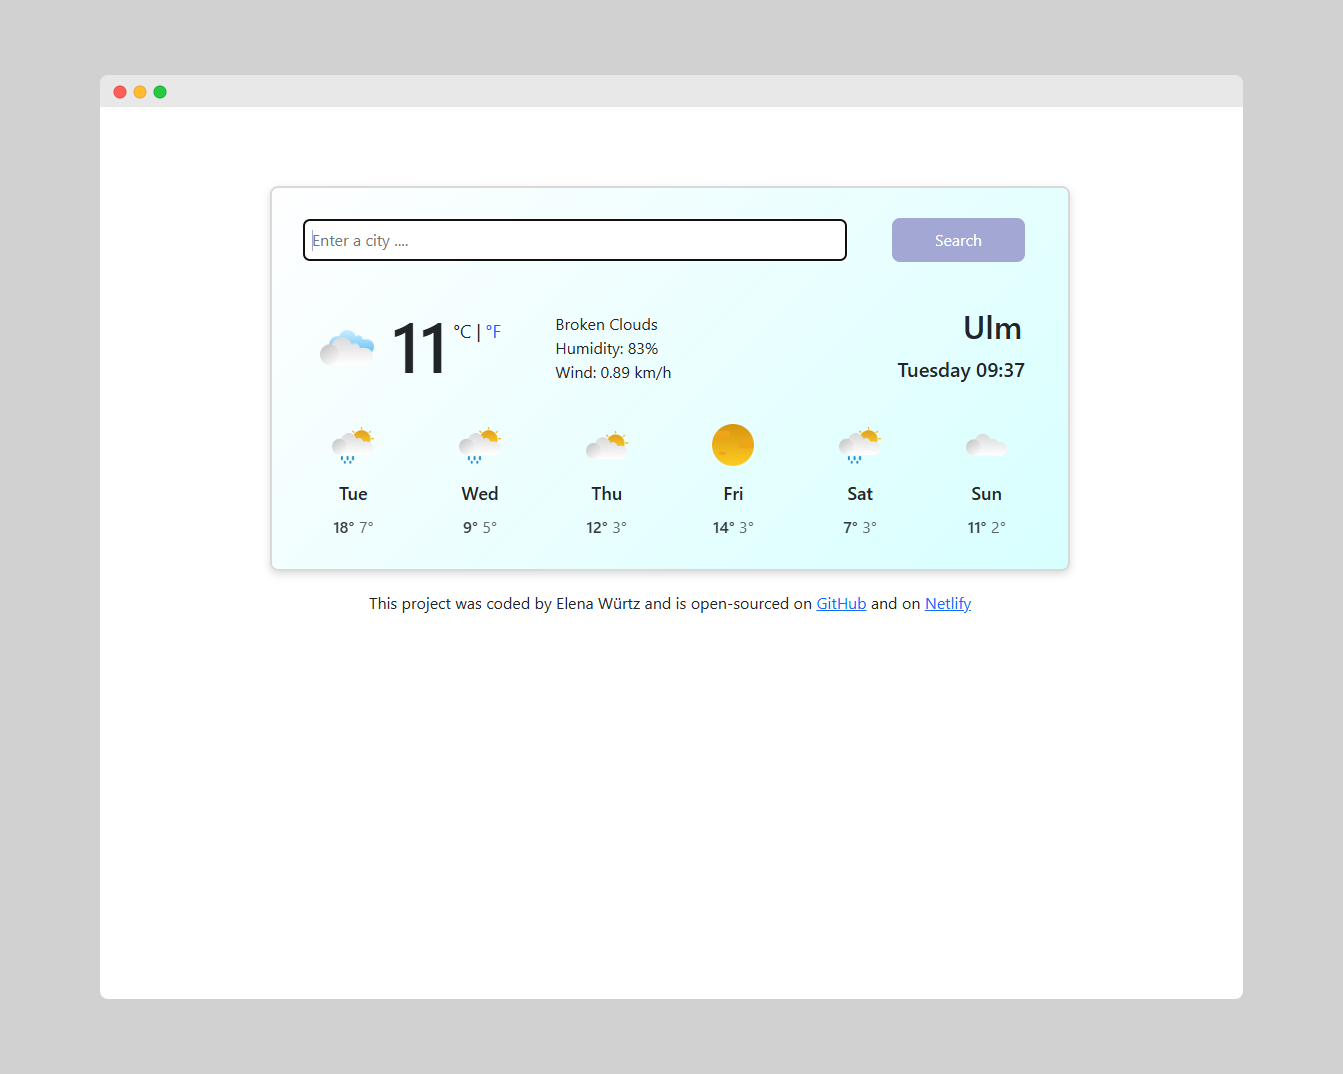 Enter a city ....
Search
11 °C | °F
Broken Clouds
Humidity: 83%
Wind: 0.89 km/h
Ulm
Tuesday 09:37
Tue Wed Thu Fri Sat Sun
18° 7° 9° 5° 12° 3° 14° 3° 7° 3° 11° 2°
This project was coded by Elena Würtz and is open-sourced on GitHub and on Netlify